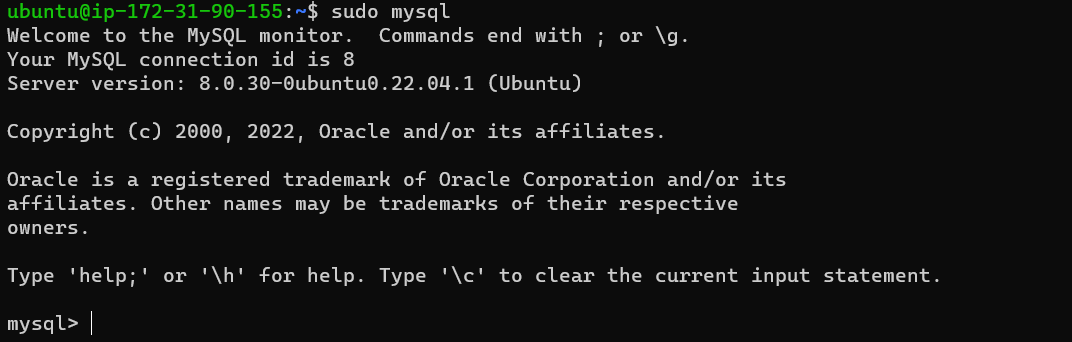 ubuntu@ip-172-31-90-155:~$ sudo mysql
Welcome to the MySQL monitor.  Commands end with ; or \g.
Your MySQL connection id is 8
Server version: 8.0.30-0ubuntu0.22.04.1 (Ubuntu)
Copyright (c) 2000, 2022, Oracle and/or its affiliates.
Oracle is a registered trademark of Oracle Corporation and/or its
affiliates. Other names may be trademarks of their respective
owners.
Type 'help;' or '\h' for help. Type '\c' to clear the current input statement.
mysql>